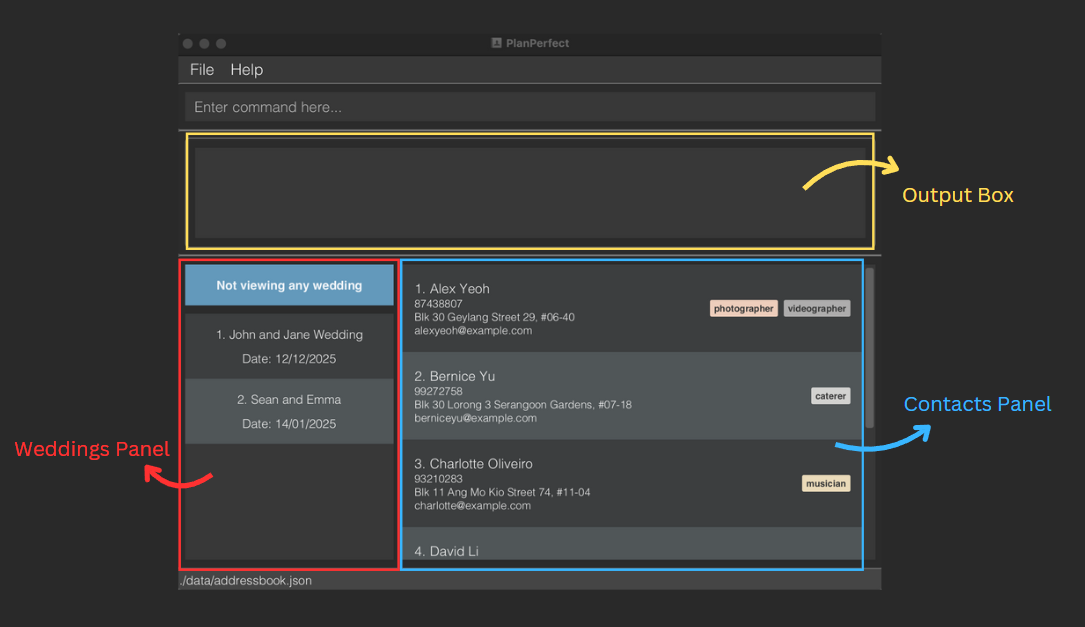 PlanPerfect
File Help
Enter command here...
Output Box
Not viewing any wedding
1. John and Jane Wedding
Date: 12/12/2025
2. Sean and Emma
Date: 14/01/2025
Weddings Panel
1. Alex Yeoh
87438807
Blk 30 Geylang Street 29, #06-40
alexyeoh@example.com
photographer videographer
2. Bernice Yu
99272758
Blk 30 Lorong 3 Serangoon Gardens, #07-18
berniceyu@example.com
caterer
3. Charlotte Oliveiro
93210283
Blk 11 Ang Mo Kio Street 74, #11-04
charlotte@example.com
musician
4. David Li
Contacts Panel
./data/addressbook.json